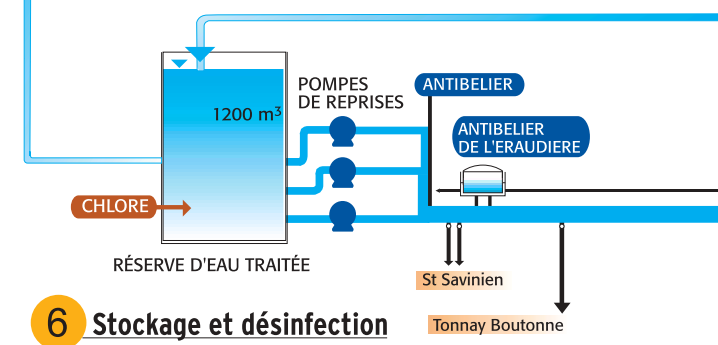 POMPES
DE REPRISES
ANTIBELIER
1200 m³
ANTIBELIER
DE L'ERAUDIERE
CHLORE
RÉSERVE D'EAU TRAITÉE
St Savinien
6 Stockage et désinfection
Tonnay Boutonne